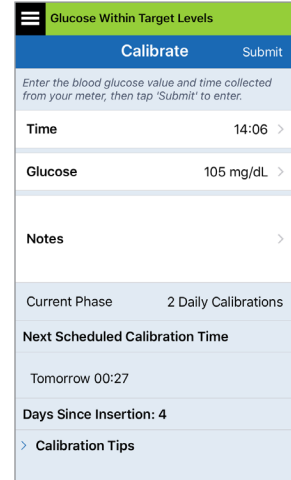 Glucose Within Target Levels
Calibrate Submit
Enter the blood glucose value and time collected
from your meter, then tap 'Submit' to enter.
Time 14:06
Glucose 105 mg/dL
Notes
Current Phase 2 Daily Calibrations
Next Scheduled Calibration Time
Tomorrow 00:27
Days Since Insertion: 4
Calibration Tips